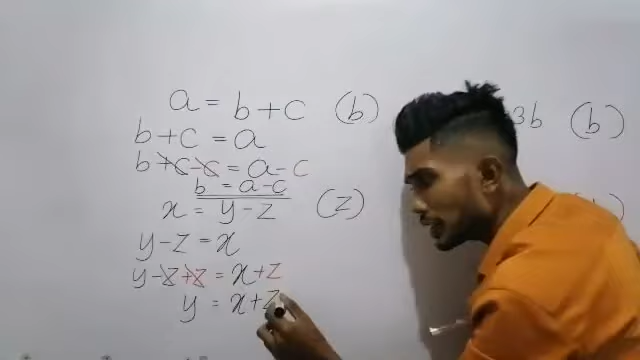 a = b + c (b)
3b (b)
b + c = a
b + c - c = a - c
b = a - c
x = y - z (z)
y - z = x
y - z + z = x + z
y = x + z